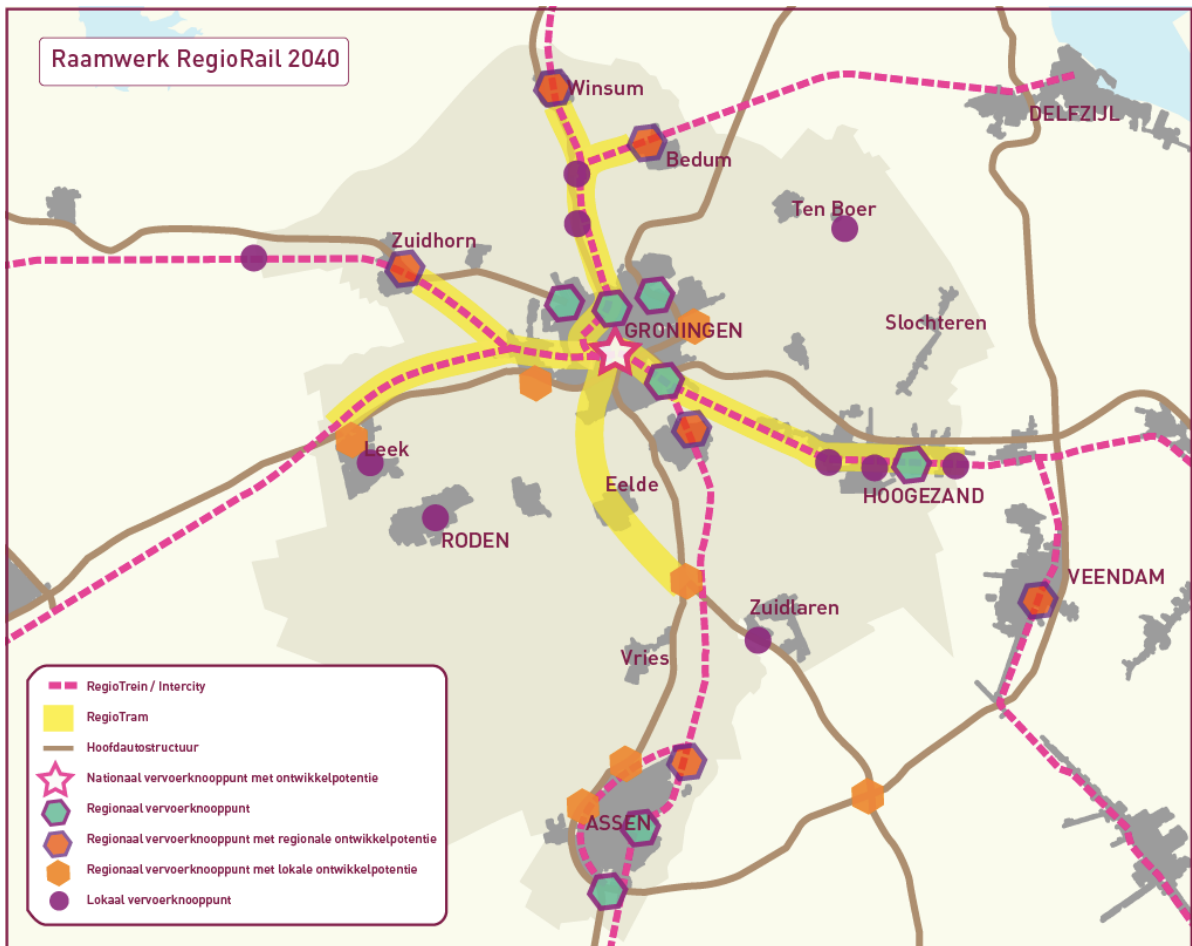 Raamwerk RegioRail 2040
Winsum
DELFZIJL
Bedum
Ten Boer
Zuidhorn
Slochteren
GRONINGEN
Leek
Eelde
HOOGEZAND
RODEN
VEENDAM
Zuidlaren
Vries
ASSEN
RegioTrein / Intercity
RegioTram
Hoofdautostructuur
Nationaal vervoerknooppunt met ontwikkelpotentie
Regionaal vervoerknooppunt
Regionaal vervoerknooppunt met regionale ontwikkelpotentie
Regionaal vervoerknooppunt met lokale ontwikkelpotentie
Lokaal vervoerknooppunt